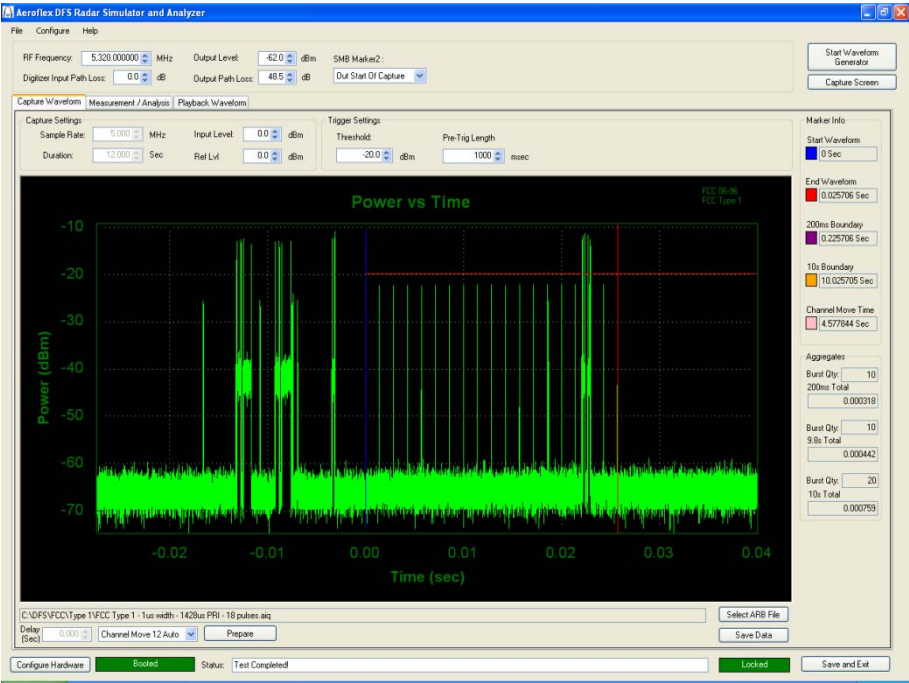 Aeroflex DFS Radar Simulator and Analyzer
File Configure Help
RF Frequency: 5,320.000000 MHz Output Level: -62.0 dBm SMB Marker2 :
Digitizer Input Path Loss: 0.0 dB Output Path Loss: 48.5 dB Out Start Of Capture
Start Waveform Generator
Capture Screen
Capture Waveform Measurement / Analysis Playback Waveform
Capture Settings
Sample Rate: 5.000 MHz Input Level: 0.0 dBm
Duration: 12.000 Sec Ref Lvl 0.0 dBm
Trigger Settings
Threshold: Pre-Trig Length
-20.0 dBm 1000 msec
Marker Info
Start Waveform
0 Sec
End Waveform
0.025706 Sec
200ms Boundary
0.225706 Sec
10s Boundary
10.025705 Sec
Channel Move Time
4.577844 Sec
Aggregates
Burst Qty: 10
200ms Total
0.000318
Burst Qty: 10
9.8s Total
0.000442
Burst Qty: 20
10s Total
0.000759
Power vs Time
FCC 06-96
FCC Type 1
Power (dBm)
-10
-20
-30
-40
-50
-60
-70
-0.02 -0.01 0.00 0.01 0.02 0.03 0.04
Time (sec)
C:\DFS\FCC\Type 1\FCC Type 1 - 1us width - 1428us PRI - 18 pulses.aiq
Select ARB File
Delay (Sec) 0.000 Channel Move 12 Auto Prepare
Save Data
Configure Hardware Booted Status: Test Completed! Locked Save and Exit